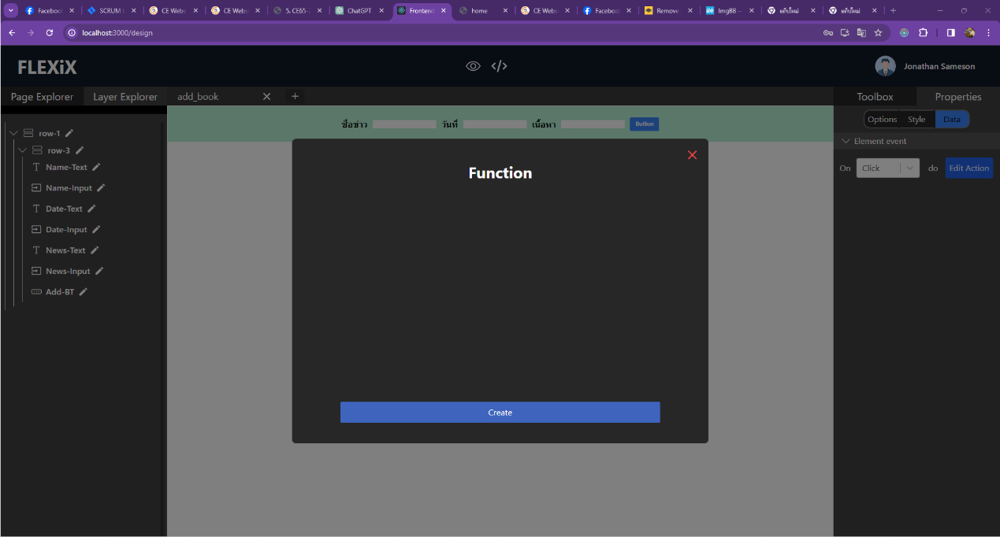 Facebook
SCRUM
CE Webs
CE Webs
5. CE65-
ChatGPT
Frontend
home
CE Webs
Facebook
Remove
ImgBB —
แท็บใหม่
แท็บใหม่
localhost:3000/design
FLEXiX
Jonathan Sameson
Page Explorer
Layer Explorer
add_book
Toolbox
Properties
row-1
row-3
Name-Text
Name-Input
Date-Text
Date-Input
News-Text
News-Input
Add-BT
ชื่อข่าว วันที่ เนื้อหา Button
Function
Create
Options Style Data
Element event
On Click do Edit Action